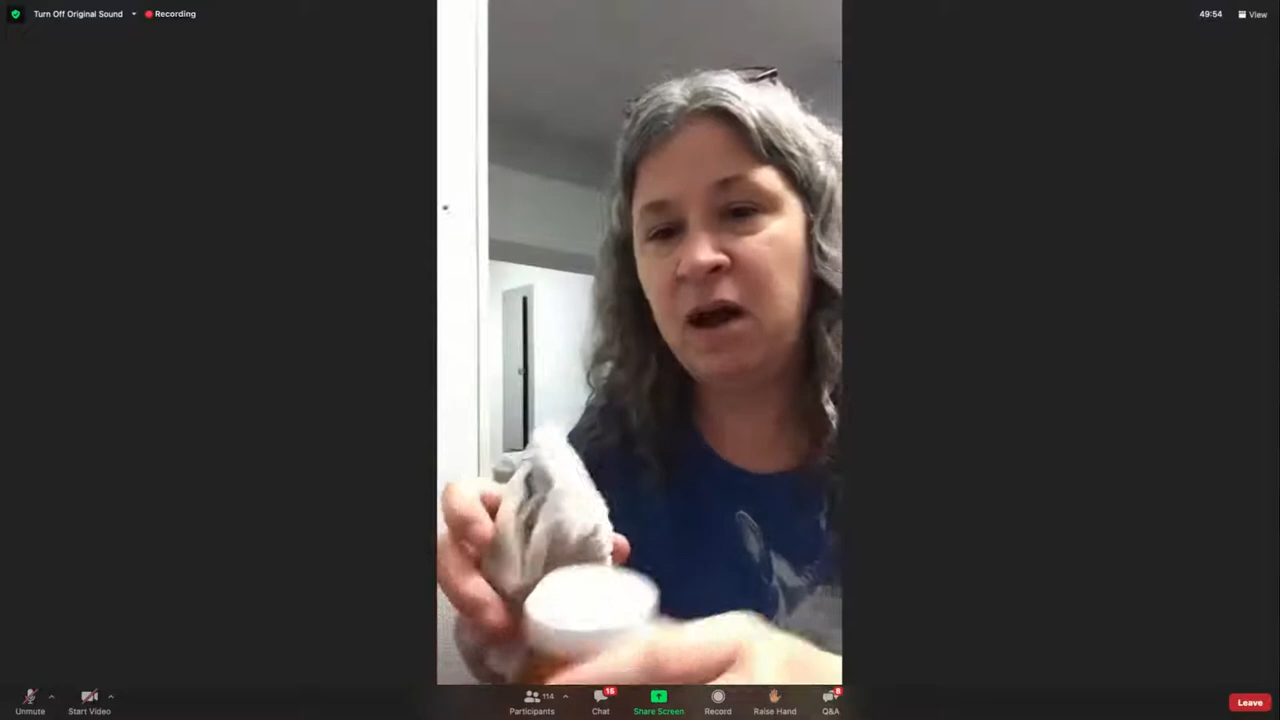 Turn Off Original Sound
Recording
49:54
View
Unmute
Start Video
114
Participants
16
Chat
Share Screen
Record
Raise Hand
8
Q&A
Leave